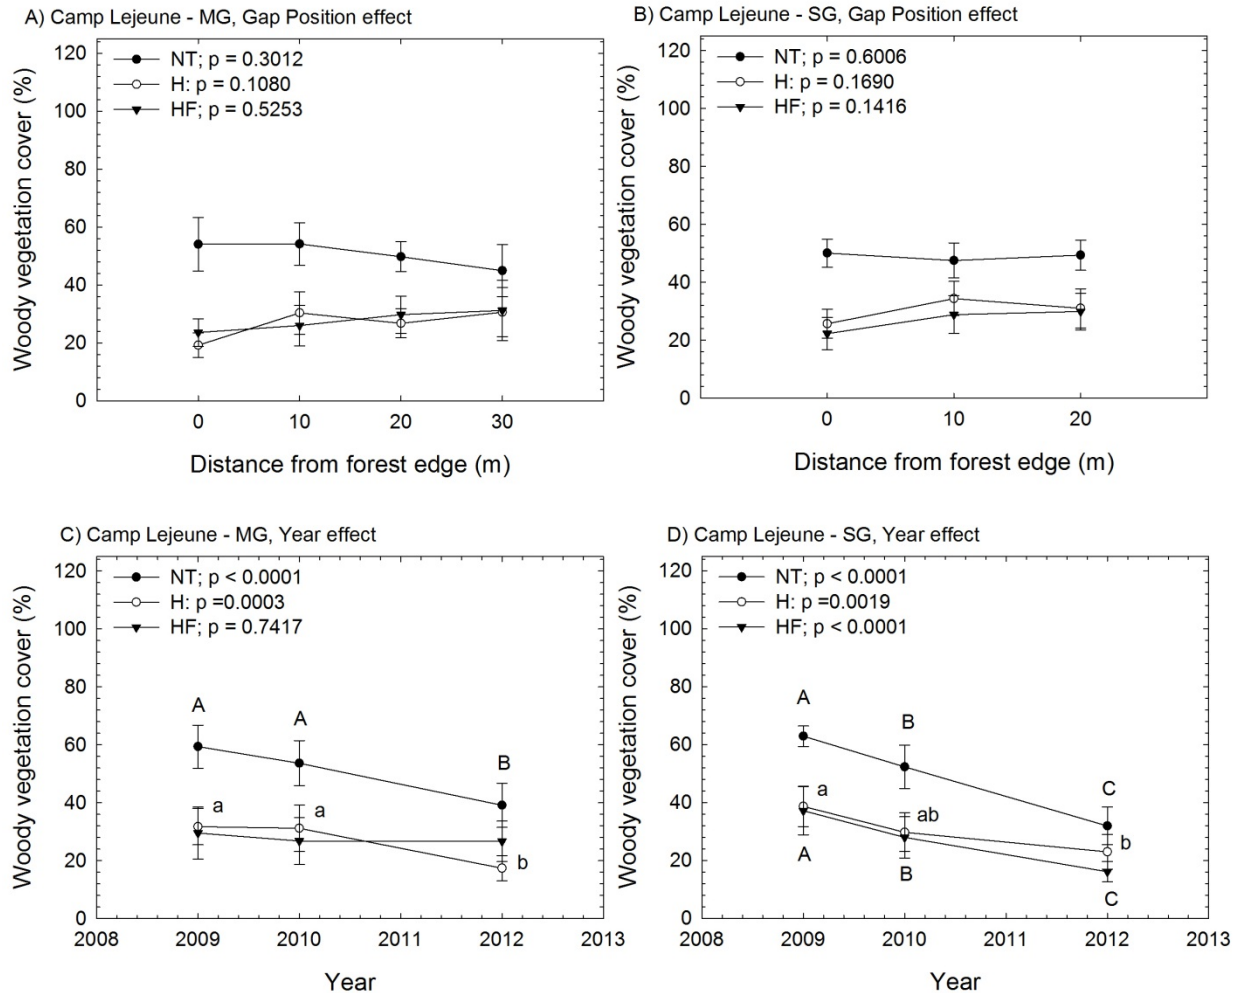 A) Camp Lejeune - MG, Gap Position effect
120
100
80
60
40
20
0
Woody vegetation cover (%)
NT; p = 0.3012
H: p = 0.1080
HF; p = 0.5253
0 10 20 30
Distance from forest edge (m)
B) Camp Lejeune - SG, Gap Position effect
120
100
80
60
40
20
0
Woody vegetation cover (%)
NT; p = 0.6006
H: p = 0.1690
HF; p = 0.1416
0 10 20
Distance from forest edge (m)
C) Camp Lejeune - MG, Year effect
120
100
80
60
40
20
0
Woody vegetation cover (%)
NT; p < 0.0001
H: p =0.0003
HF; p = 0.7417
A A B
a a b
2008 2009 2010 2011 2012 2013
Year
D) Camp Lejeune - SG, Year effect
120
100
80
60
40
20
0
Woody vegetation cover (%)
NT; p < 0.0001
H: p =0.0019
HF; p < 0.0001
A B C
a ab b
A B C
2008 2009 2010 2011 2012 2013
Year